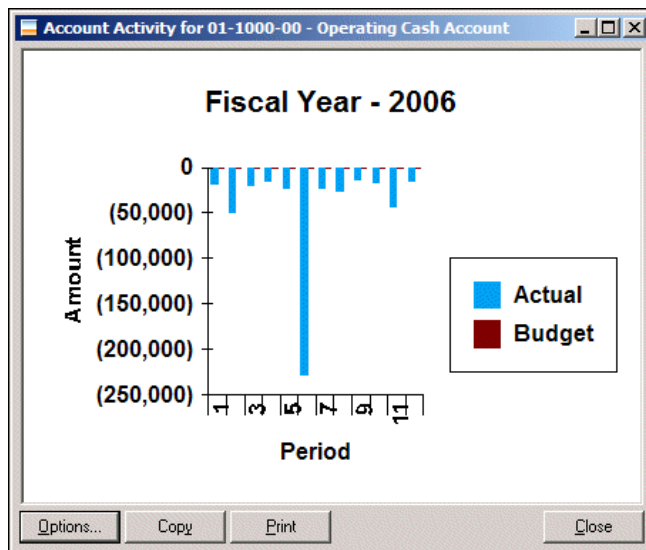 Account Activity for 01-1000-00 - Operating Cash Account
Fiscal Year - 2006
Amount
0
(50,000)
(100,000)
(150,000)
(200,000)
(250,000)
1
3
5
7
9
11
Period
Actual
Budget
Options...
Copy
Print
Close